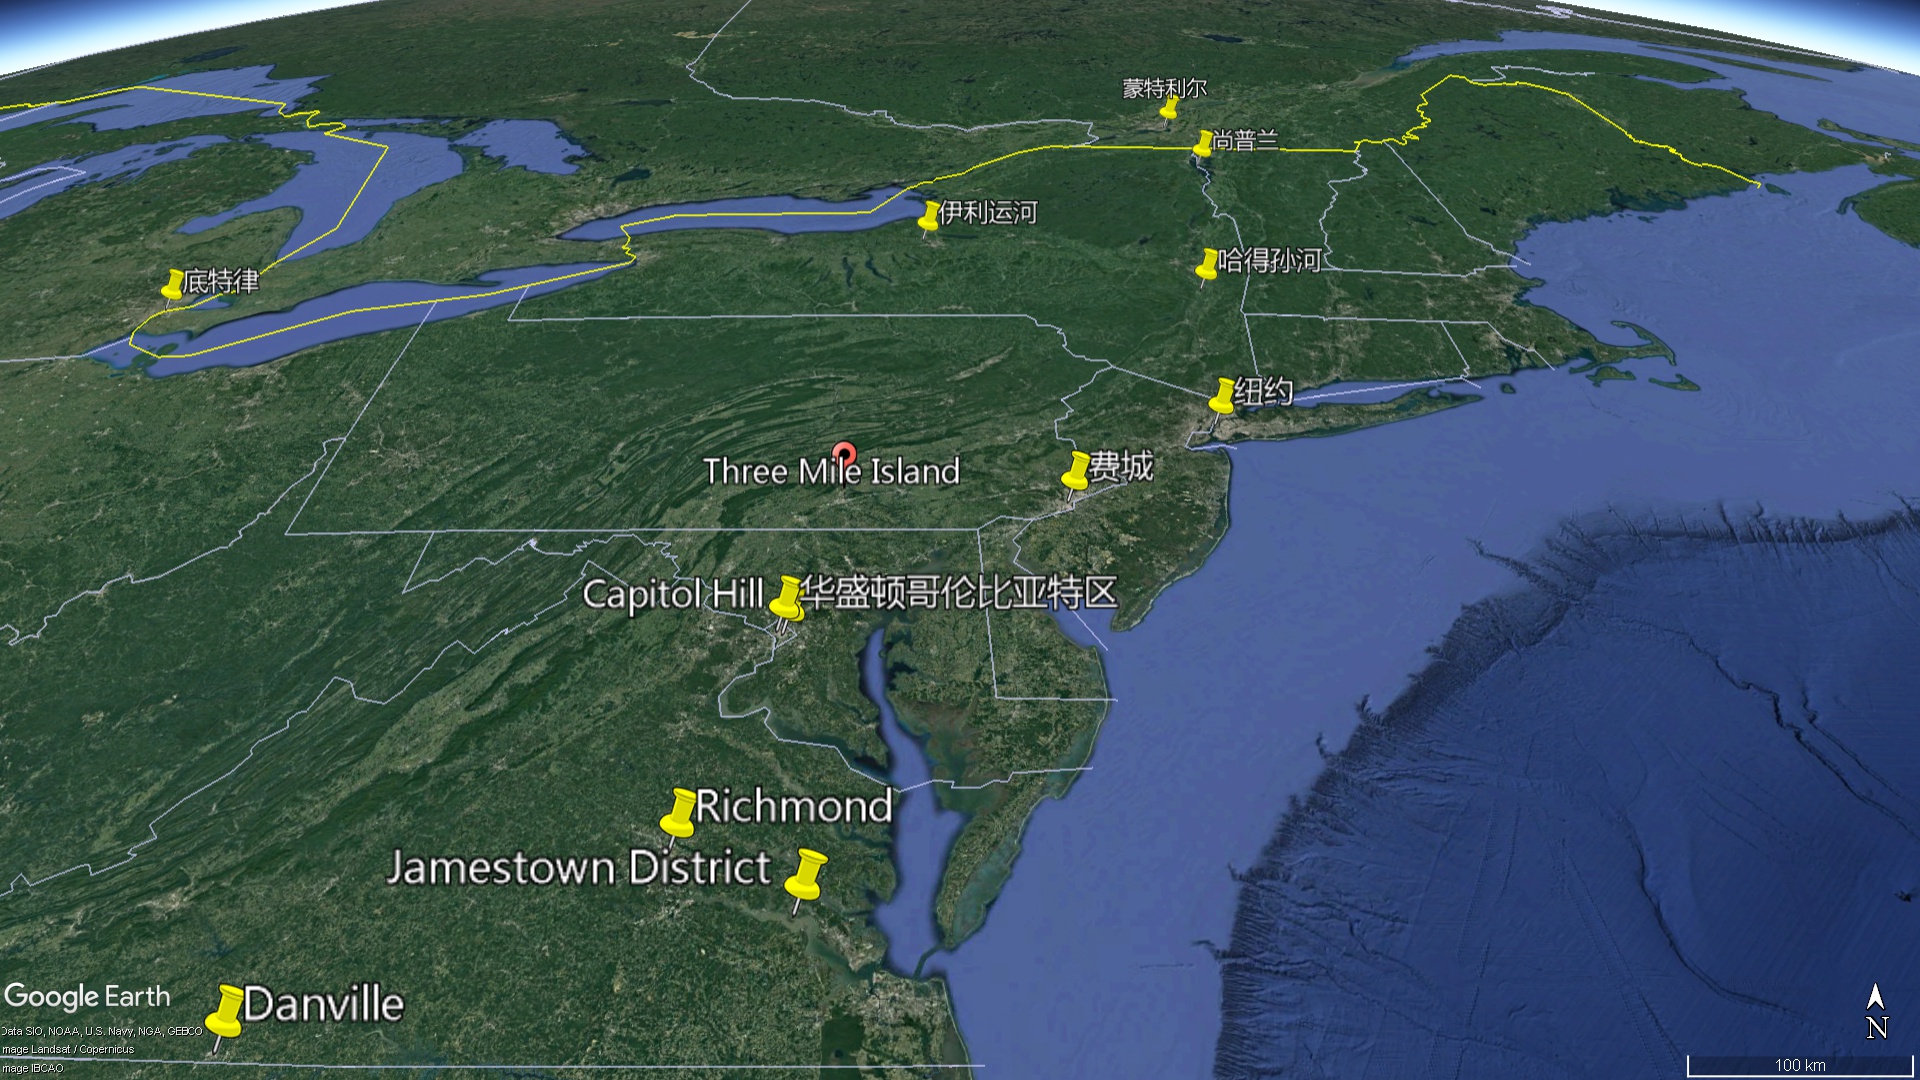 蒙特利尔
尚普兰
伊利运河
哈得孙河
底特律
纽约
费城
Three Mile Island
Capitol Hill
华盛顿哥伦比亚特区
Richmond
Jamestown District
Danville
Google Earth
Data SIO, NOAA, U.S. Navy, NGA, GEBCO
mage Landsat / Copernicus
mage IBCAO
N
100 km